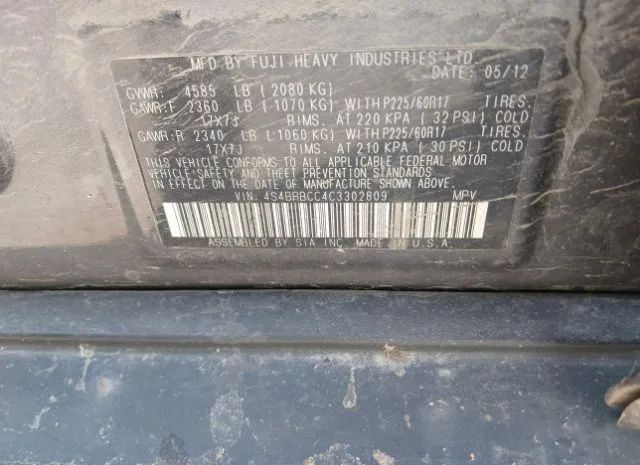 MFD BY FUJI HEAVY INDUSTRIES LTD.
DATE: 05/12
GVWR: 4585 LB (2080 KG)
GAWR:F 2360 LB (1070 KG) WITH P225/60R17 TIRES.
17X7J RIMS. AT 220 KPA (32 PSI) COLD
GAWR:R 2340 LB (1060 KG) WITH P225/60R17 TIRES.
17X7J RIMS. AT 210 KPA (30 PSI) COLD
THIS VEHICLE CONFORMS TO ALL APPLICABLE FEDERAL MOTOR
VEHICLE SAFETY AND THEFT PREVENTION STANDARDS
IN EFFECT ON THE DATE OF MANUFACTURE SHOWN ABOVE.
VIN: 4S4BRBCC4C3302809 MPV
ASSEMBLED BY SIA INC. MADE IN U.S.A.